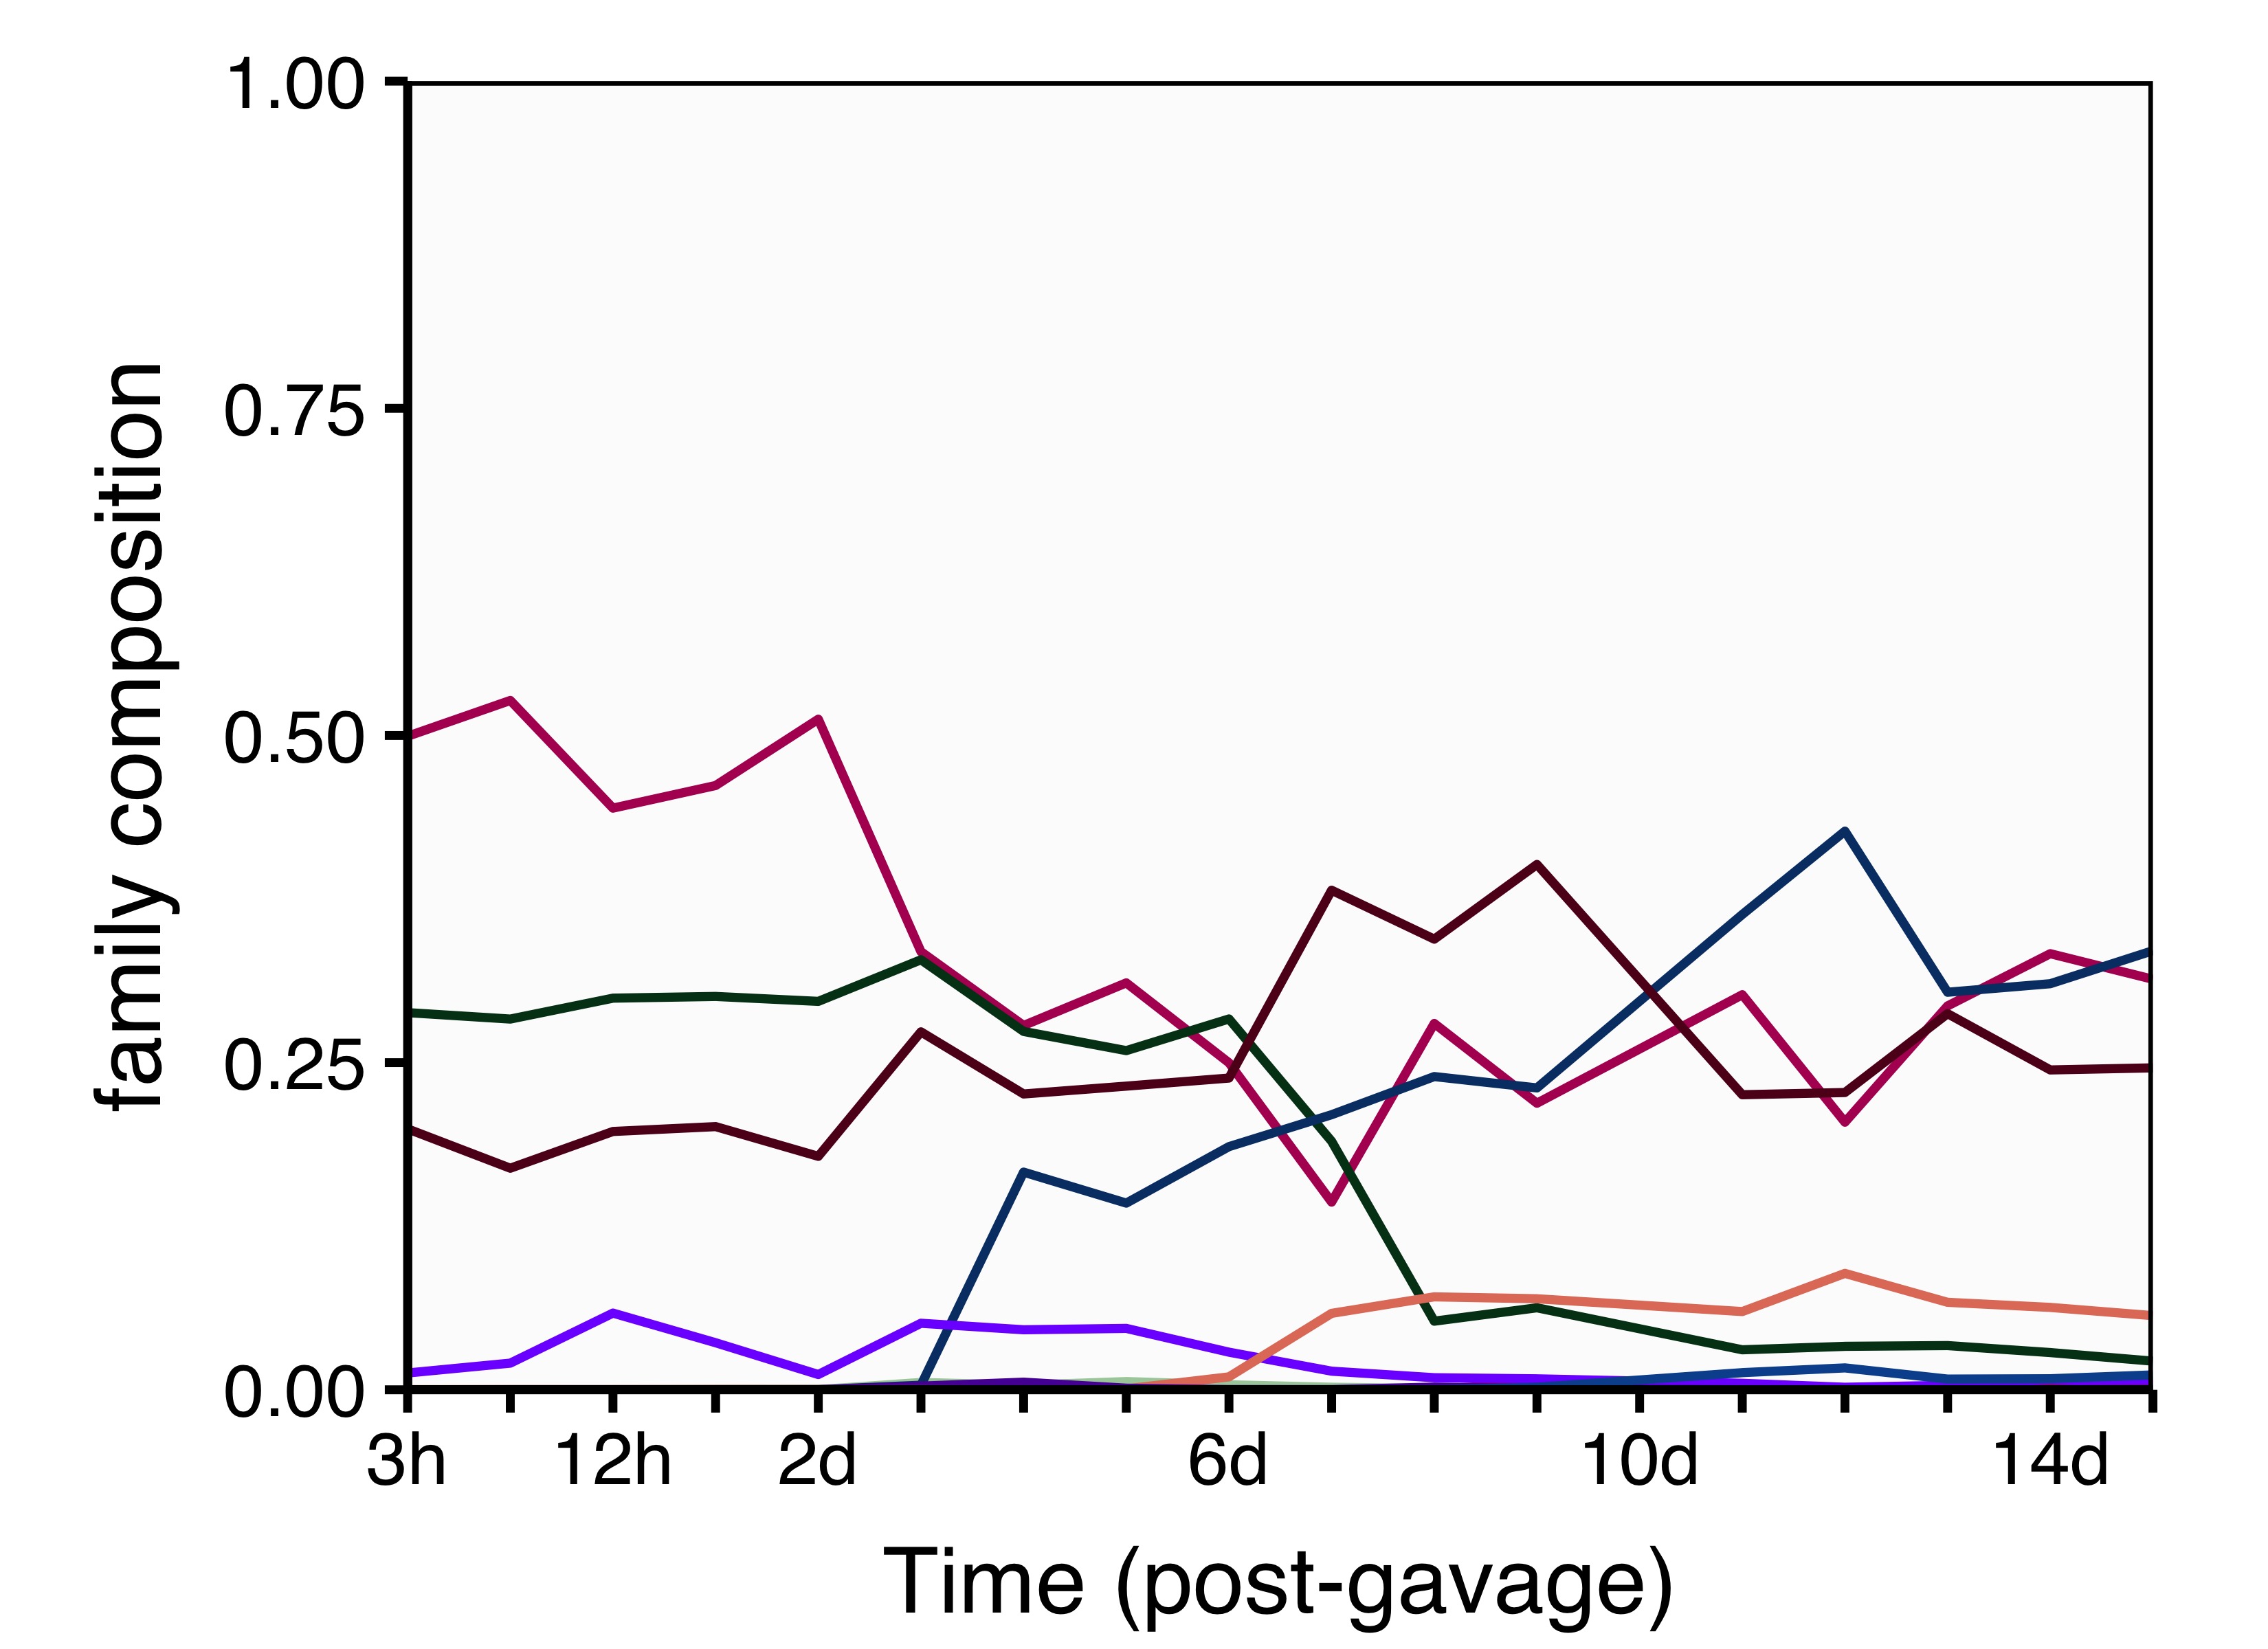 1.00
0.75
0.50
0.25
0.00
family composition
3h 12h 2d 6d 10d 14d
Time (post-gavage)